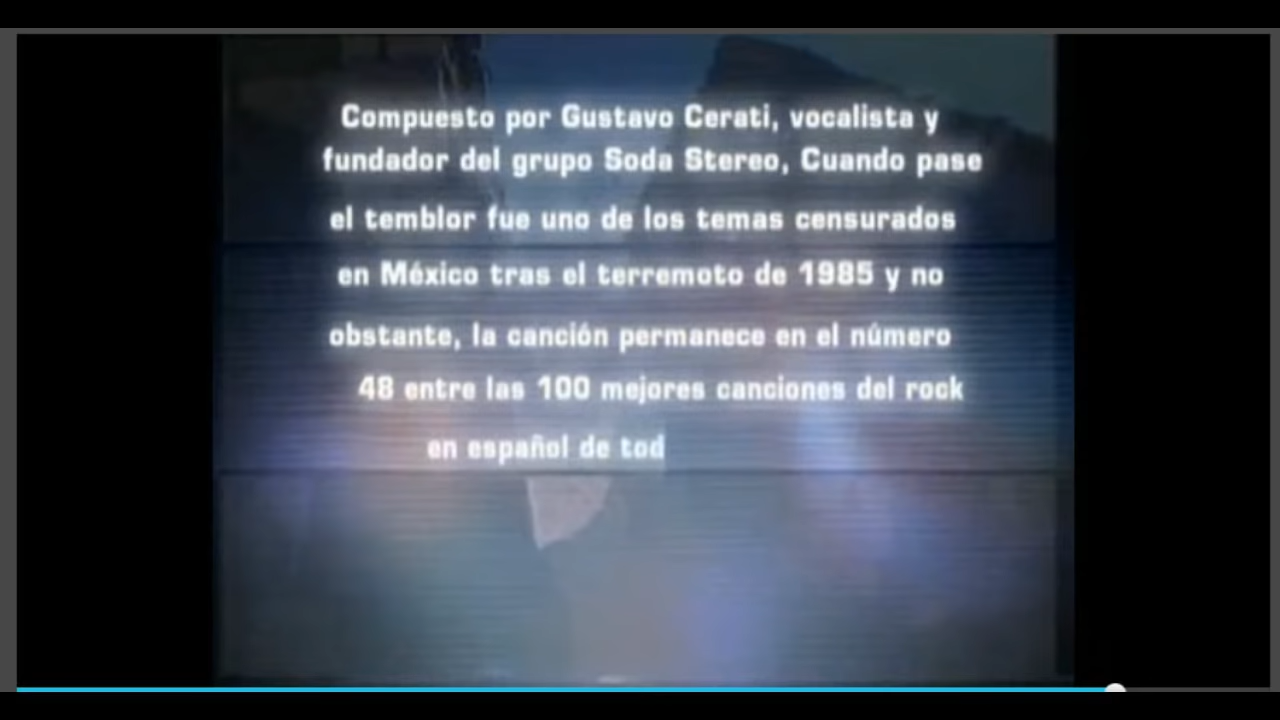 Compuesto por Gustavo Cerati, vocalista y
fundador del grupo Soda Stereo, Cuando pase
el temblor fue uno de los temas censurados
en México tras el terremoto de 1985 y no
obstante, la canción permanece en el número
48 entre las 100 mejores canciones del rock
en español de tod